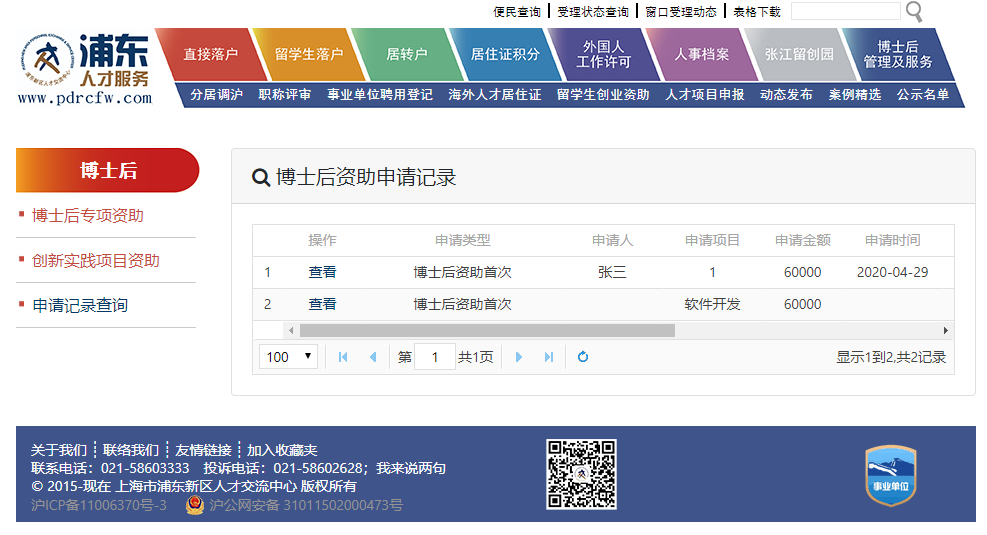 便民查询 受理状态查询 窗口受理动态 表格下载
浦东
人才服务
www.pdrcfw.com
直接落户 留学生落户 居转户 居住证积分 外国人 工作许可 人事档案 张江留创园 博士后 管理及服务
分居调沪 职称评审 事业单位聘用登记 海外人才居住证 留学生创业资助 人才项目申报 动态发布 案例精选 公示名单
博士后
博士后专项资助
创新实践项目资助
申请记录查询
博士后资助申请记录
操作 申请类型 申请人 申请项目 申请金额 申请时间
1 查看 博士后资助首次 张三 1 60000 2020-04-29
2 查看 博士后资助首次 软件开发 60000
100 第 1 共1页 显示1到2,共2记录
关于我们 联络我们 友情链接 加入收藏夹
联系电话：021-58603333 投诉电话：021-58602628；我来说两句
© 2015-现在 上海市浦东新区人才交流中心 版权所有
沪ICP备11006370号-3 沪公网安备 31011502000473号
事业单位